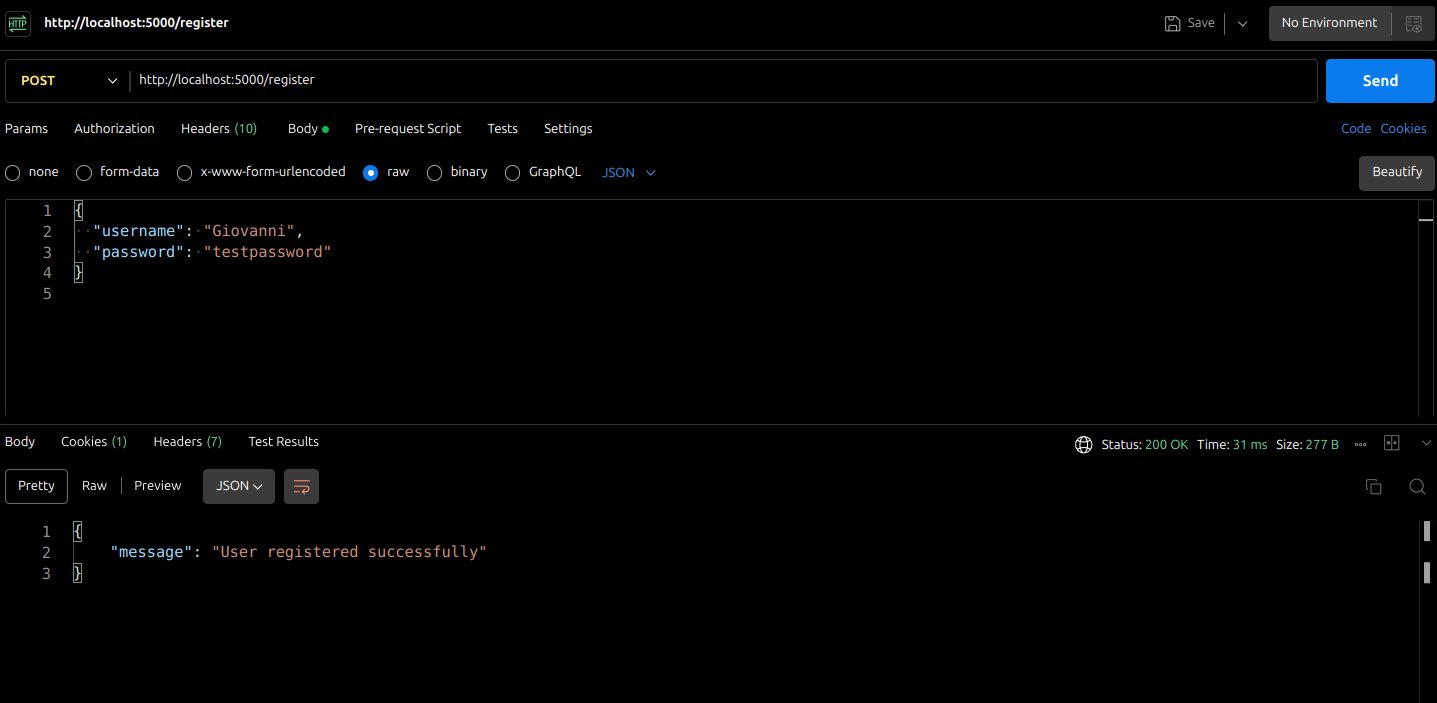 HTTP http://localhost:5000/register Save No Environment
POST http://localhost:5000/register Send
Params Authorization Headers (10) Body Pre-request Script Tests Settings Code Cookies
none form-data x-www-form-urlencoded raw binary GraphQL JSON Beautify
1 {
2 "username": "Giovanni",
3 "password": "testpassword"
4 }
5
Body Cookies (1) Headers (7) Test Results Status: 200 OK Time: 31 ms Size: 277 B
Pretty Raw Preview JSON
1 {
2 "message": "User registered successfully"
3 }